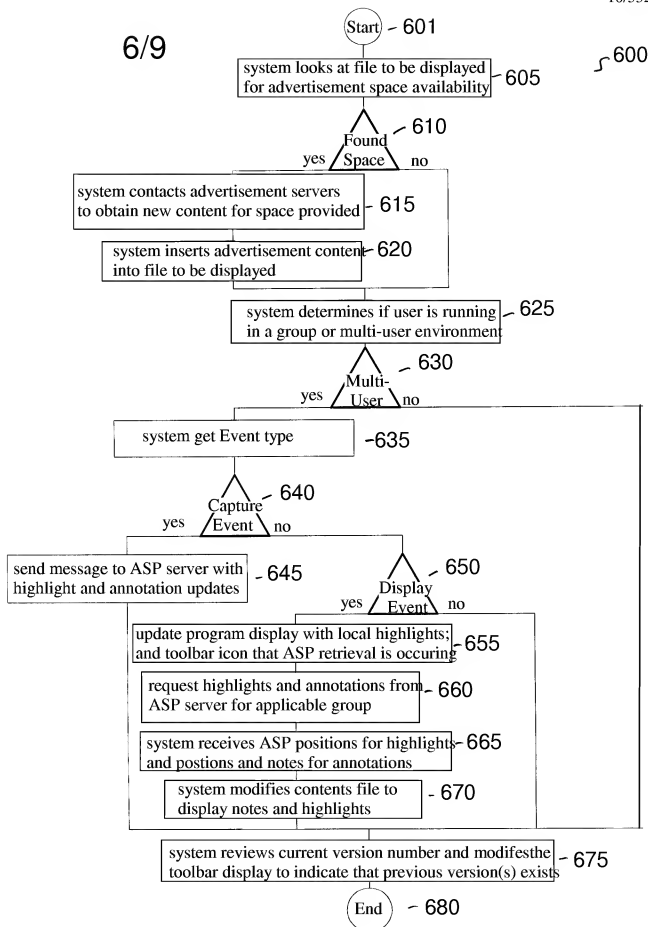 6/9
Start - 601
600
system looks at file to be displayed
for advertisement space availability
605
610
Found
Space
yes
no
system contacts advertisement servers
to obtain new content for space provided
- 615
system inserts advertisement content
into file to be displayed
620
system determines if user is running
in a group or multi-user environment
- 625
- 630
Multi-
User
yes
no
system get Event type
-635
- 640
Capture
Event
yes
no
send message to ASP server with
highlight and annotation updates
- 645
- 650
Display
Event
yes
no
update program display with local highlights;
and toolbar icon that ASP retrieval is occuring
- 655
request highlights and annotations from
ASP server for applicable group
- 660
system receives ASP positions for highlights
and postions and notes for annotations
- 665
system modifies contents file to
display notes and highlights
- 670
system reviews current version number and modifesthe
toolbar display to indicate that previous version(s) exists
- 675
End - 680